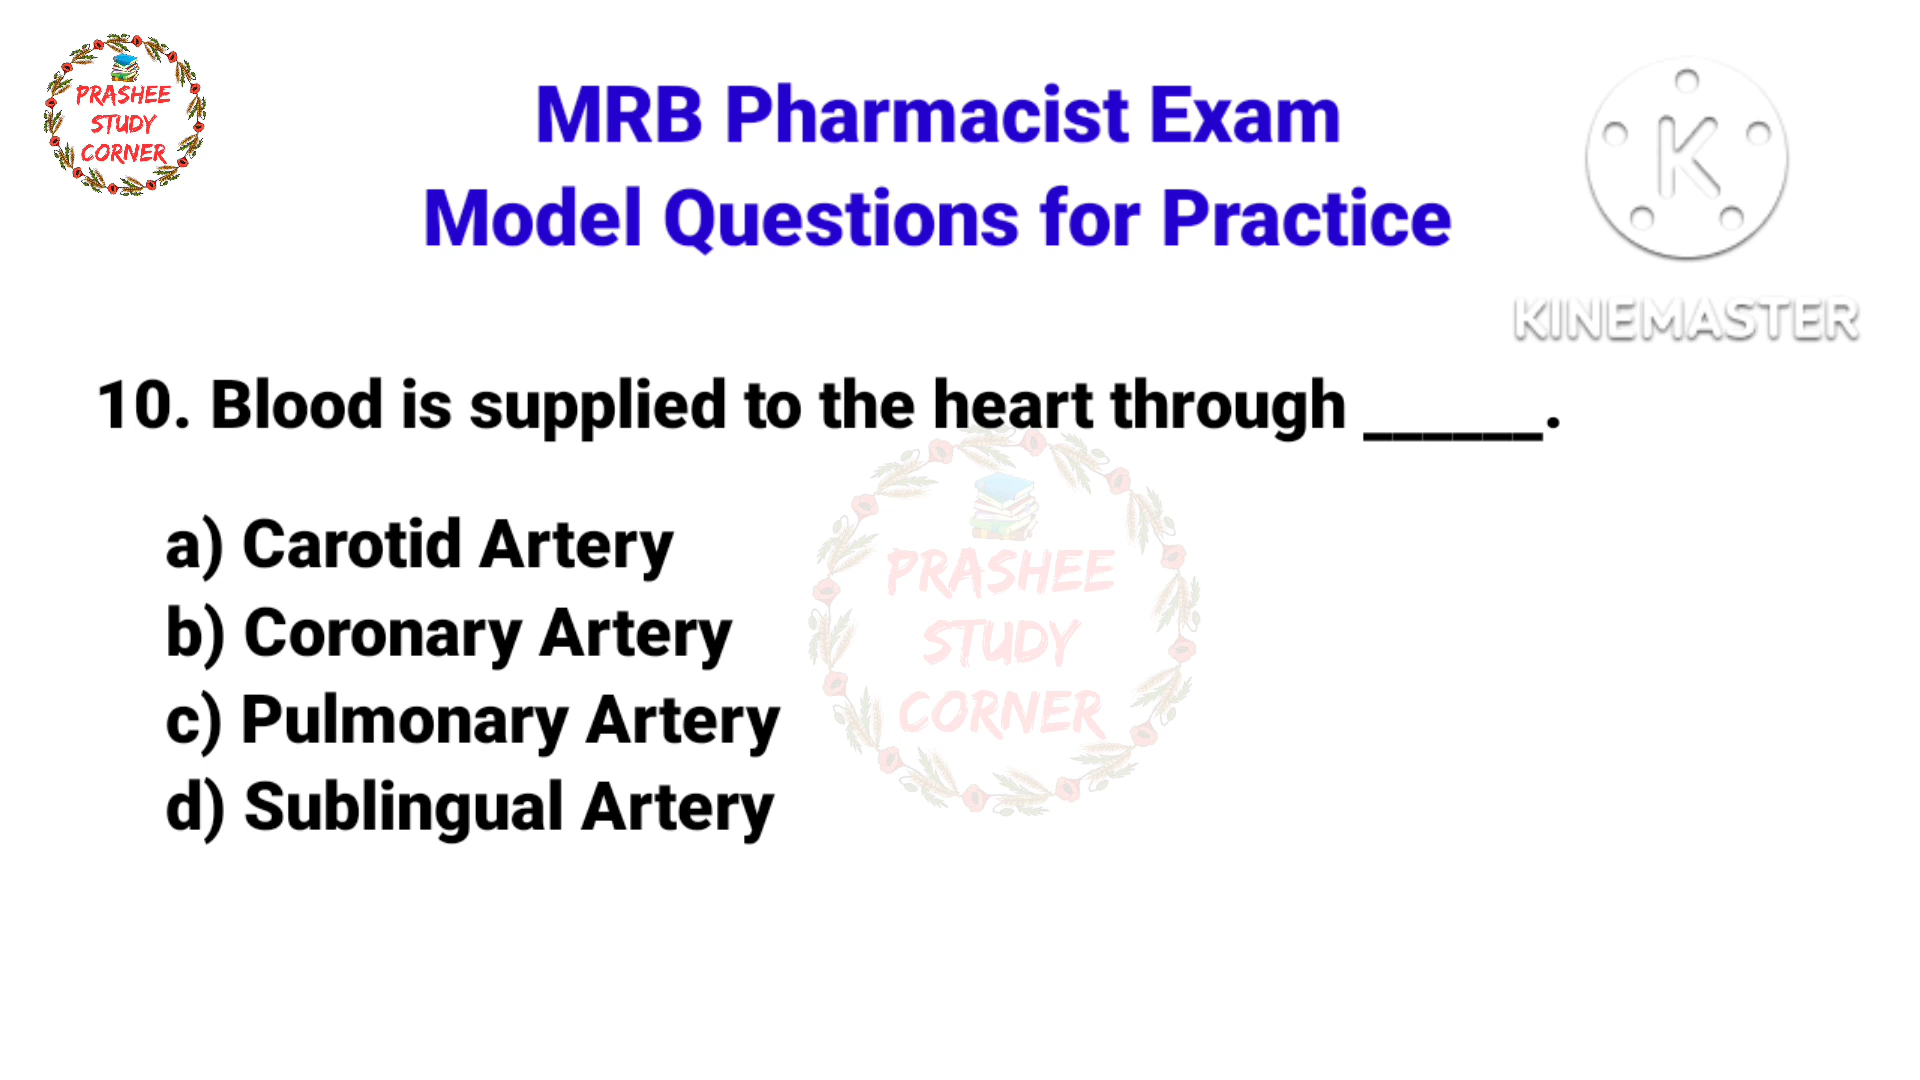 PRASHEE
STUDY
CORNER
MRB Pharmacist Exam
Model Questions for Practice
K
KINEMASTER
10. Blood is supplied to the heart through ______.
a) Carotid Artery
b) Coronary Artery
c) Pulmonary Artery
d) Sublingual Artery
PRASHEE
STUDY
CORNER